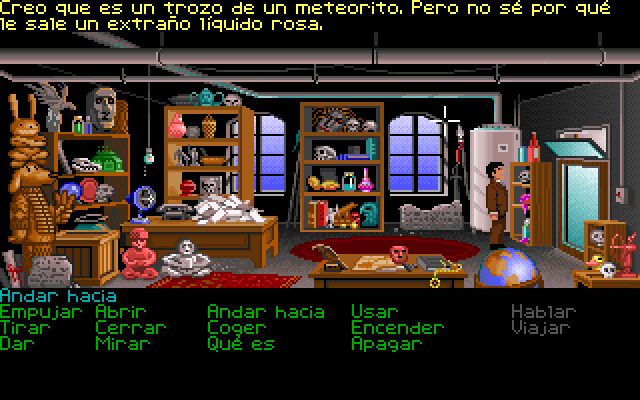 Creo que es un trozo de un meteorito. Pero no sé por qué
le sale un extraño líquido rosa.
Andar hacia
Empujar Abrir Andar hacia Usar Hablar
Tirar Cerrar Coger Encender Viajar
Dar Mirar Qué es Apagar